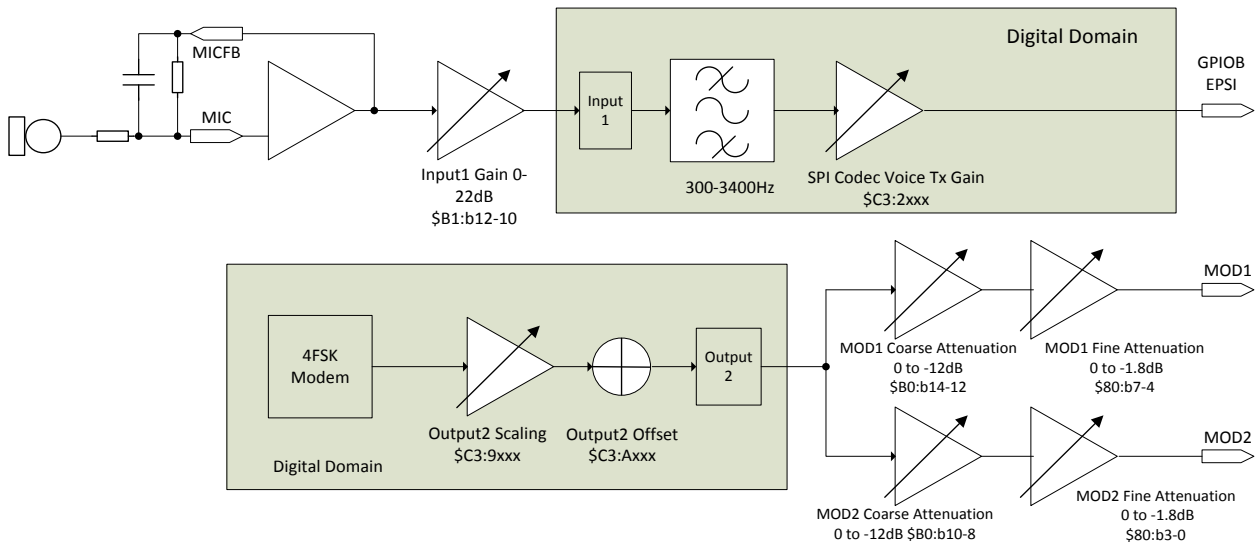 Digital Domain
MICFB
GPIOB
EPSI
MIC
Input
1
Input1 Gain 0-
22dB
$B1:b12-10
300-3400Hz
SPI Codec Voice Tx Gain
$C3:2xxx
4FSK
Modem
Output2 Scaling
$C3:9xxx
Output2 Offset
$C3:Axxx
Output
2
Digital Domain
MOD1
MOD1 Coarse Attenuation
0 to -12dB
$B0:b14-12
MOD1 Fine Attenuation
0 to -1.8dB
$80:b7-4
MOD2
MOD2 Coarse Attenuation
0 to -12dB $B0:b10-8
MOD2 Fine Attenuation
0 to -1.8dB
$80:b3-0